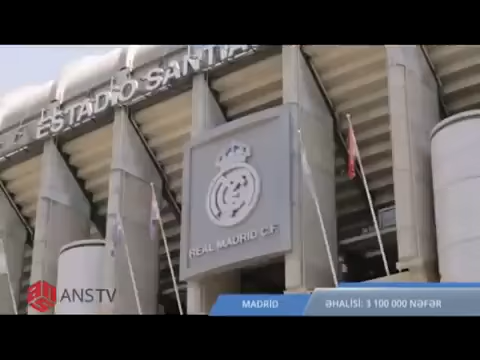 ESTADIO SANTIA
REAL MADRID C.F.
ANSTV
MADRİD
ƏHALİSİ: 3 100 000 NƏFƏR